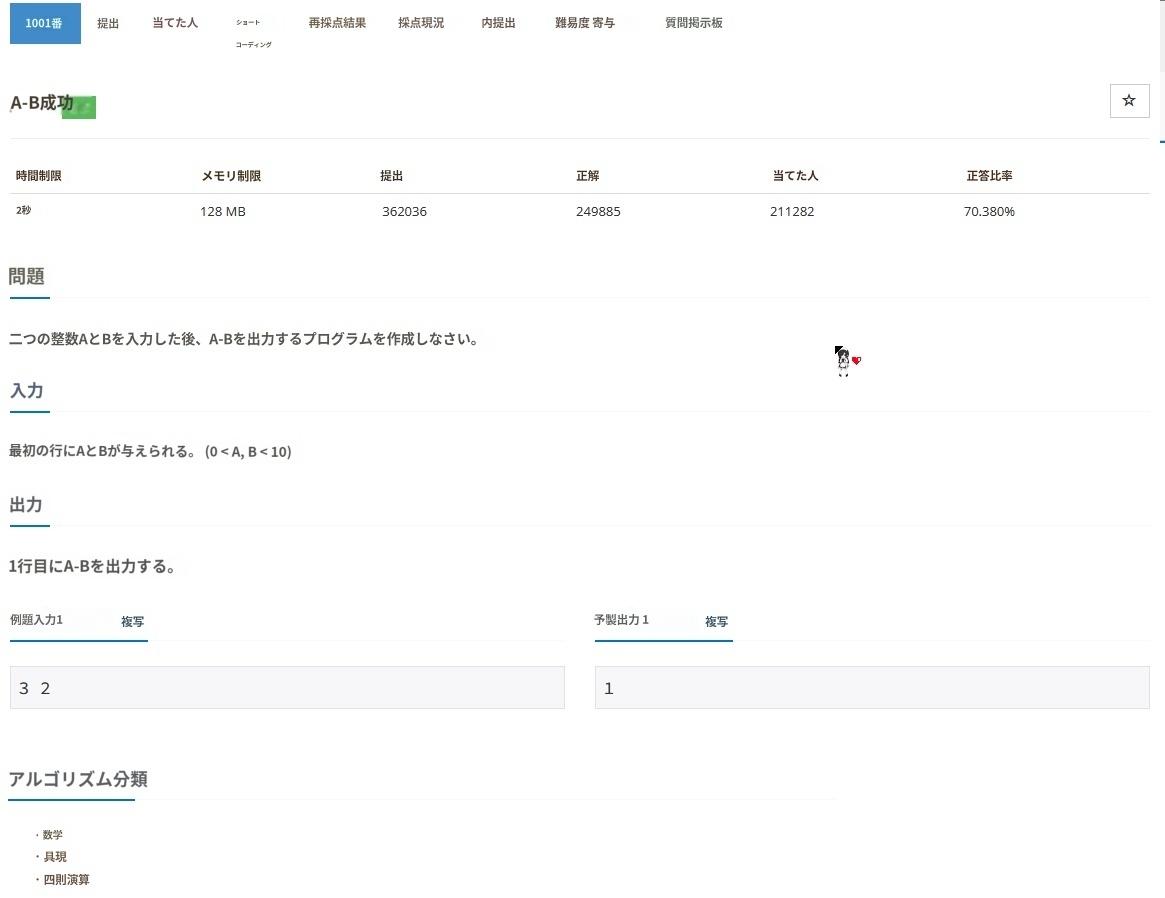 1001番 提出 当てた人 ショート コーディング 再採点結果 採点現況 内提出 難易度 寄与 質問掲示板
A-B成功
時間制限 メモリ制限 提出 正解 当てた人 正答比率
2秒 128 MB 362036 249885 211282 70.380%
問題
二つの整数AとBを入力した後、A-Bを出力するプログラムを作成しなさい。
入力
最初の行にAとBが与えられる。 (0 < A, B < 10)
出力
1行目にA-Bを出力する。
例題入力1 複写 予製出力 1 複写
3 2 1
アルゴリズム分類
・数学
・具現
・四則演算